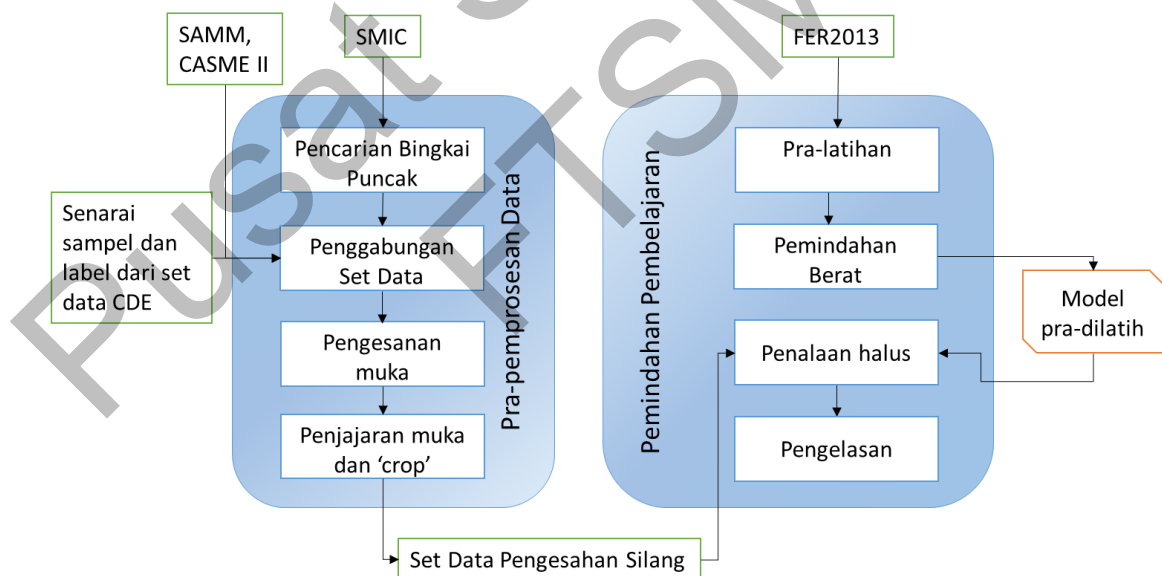 SAMM,
CASME II
SMIC
FER2013
Pencarian Bingkai
Puncak
Senarai
sampel dan
label dari set
data CDE
Penggabungan
Set Data
Pengesanan
muka
Penjajaran muka
dan ‘crop’
Pra-pemprosesan Data
Set Data Pengesahan Silang
Pemindahan Pembelajaran
Pra-latihan
Pemindahan
Berat
Model
pra-dilatih
Penalaan halus
Pengelasan
Pusat
FTSM